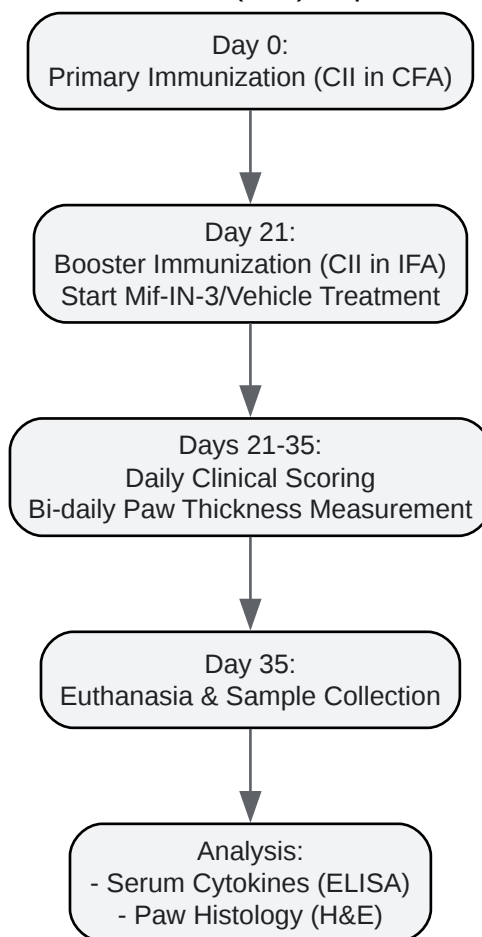 Day 0:
Primary Immunization (CII in CFA)
Day 21:
Booster Immunization (CII in IFA)
Start Mif-IN-3/Vehicle Treatment
Days 21-35:
Daily Clinical Scoring
Bi-daily Paw Thickness Measurement
Day 35:
Euthanasia & Sample Collection
Analysis:
- Serum Cytokines (ELISA)
- Paw Histology (H&E)